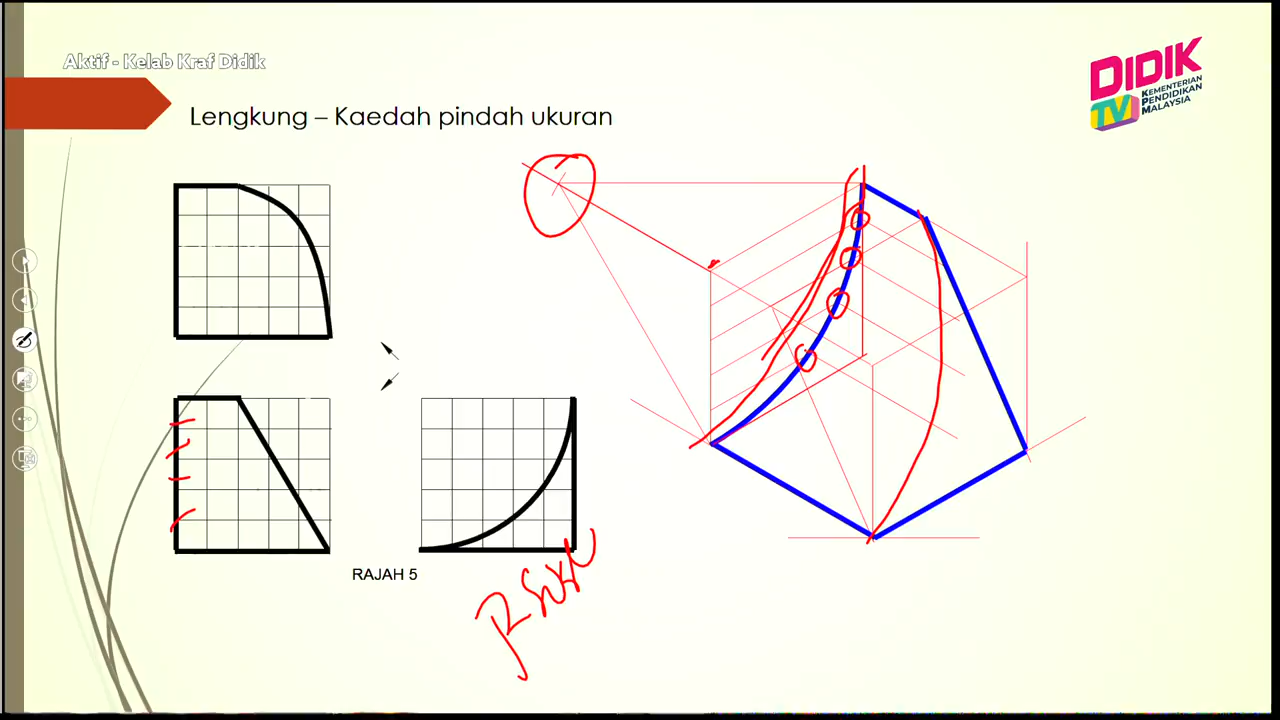 Aktif - Kelab Kraf Didik
DIDIK
TV
KEMENTERIAN
PENDIDIKAN
MALAYSIA
Lengkung – Kaedah pindah ukuran
RAJAH 5